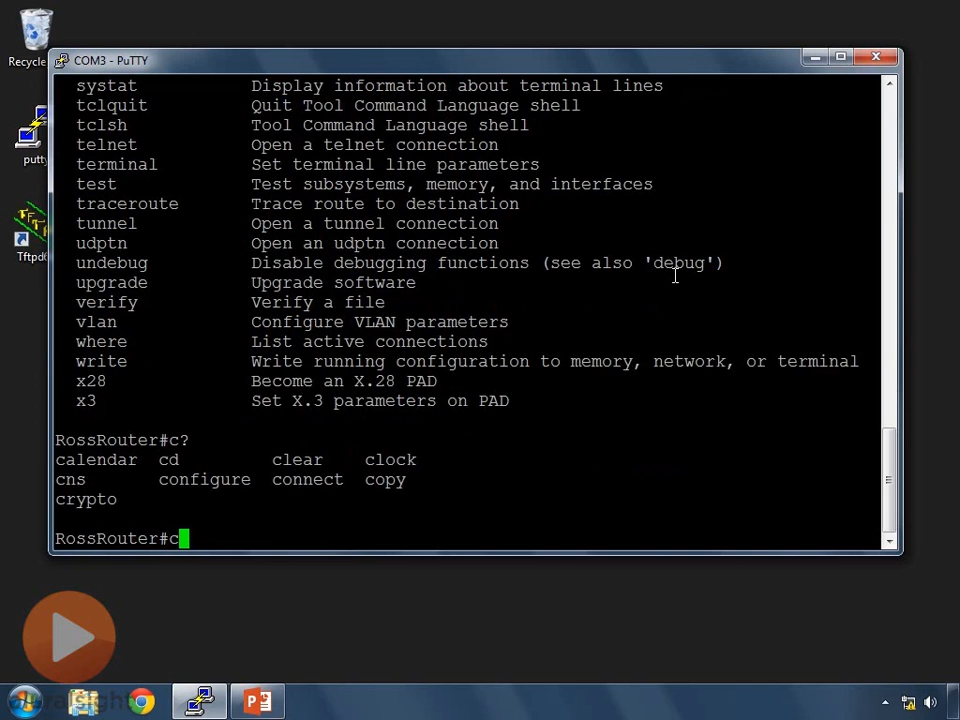 Recycle
COM3 - PuTTY
systat Display information about terminal lines
tclquit Quit Tool Command Language shell
tclsh Tool Command Language shell
telnet Open a telnet connection
terminal Set terminal line parameters
putty
test Test subsystems, memory, and interfaces
traceroute Trace route to destination
tunnel Open a tunnel connection
udptn Open an udptn connection
Tftpd6
undebug Disable debugging functions (see also 'debug')
upgrade Upgrade software
verify Verify a file
vlan Configure VLAN parameters
where List active connections
write Write running configuration to memory, network, or terminal
x28 Become an X.28 PAD
x3 Set X.3 parameters on PAD
RossRouter#c?
calendar cd clear clock
cns configure connect copy
crypto
RossRouter#c
pluralsight